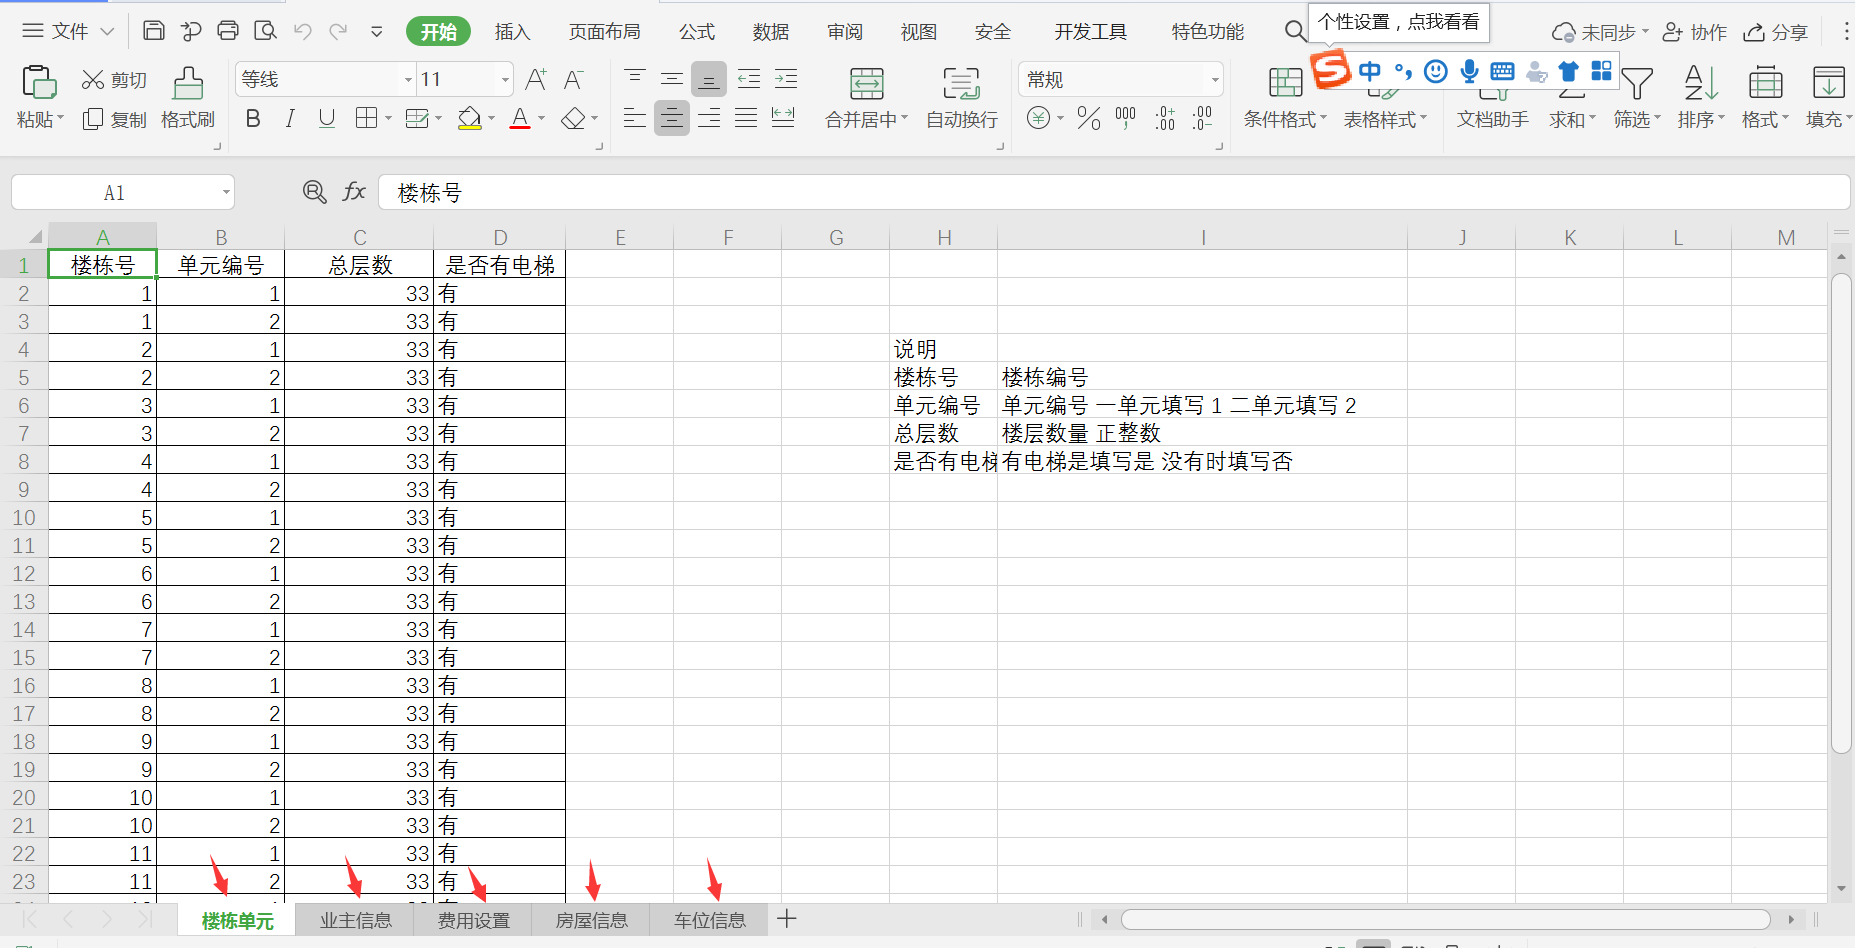 个性设置，点我看看
文件 开始 插入 页面布局 公式 数据 审阅 视图 安全 开发工具 特色功能 未同步 协作 分享
剪切 等线 11 常规 中
粘贴 复制 格式刷 B I U A 合并居中 自动换行 条件格式 表格样式 文档助手 求和 筛选 排序 格式 填充
A1 fx 楼栋号
A B C D E F G H I J K L M
1 楼栋号 单元编号 总层数 是否有电梯
2 1 1 33 有
3 1 2 33 有
4 2 1 33 有 说明
5 2 2 33 有 楼栋号 楼栋编号
6 3 1 33 有 单元编号 单元编号 一单元填写 1 二单元填写 2
7 3 2 33 有 总层数 楼层数量 正整数
8 4 1 33 有 是否有电梯 有电梯是填写是 没有时填写否
9 4 2 33 有
10 5 1 33 有
11 5 2 33 有
12 6 1 33 有
13 6 2 33 有
14 7 1 33 有
15 7 2 33 有
16 8 1 33 有
17 8 2 33 有
18 9 1 33 有
19 9 2 33 有
20 10 1 33 有
21 10 2 33 有
22 11 1 33 有
23 11 2 33 有
楼栋单元 业主信息 费用设置 房屋信息 车位信息